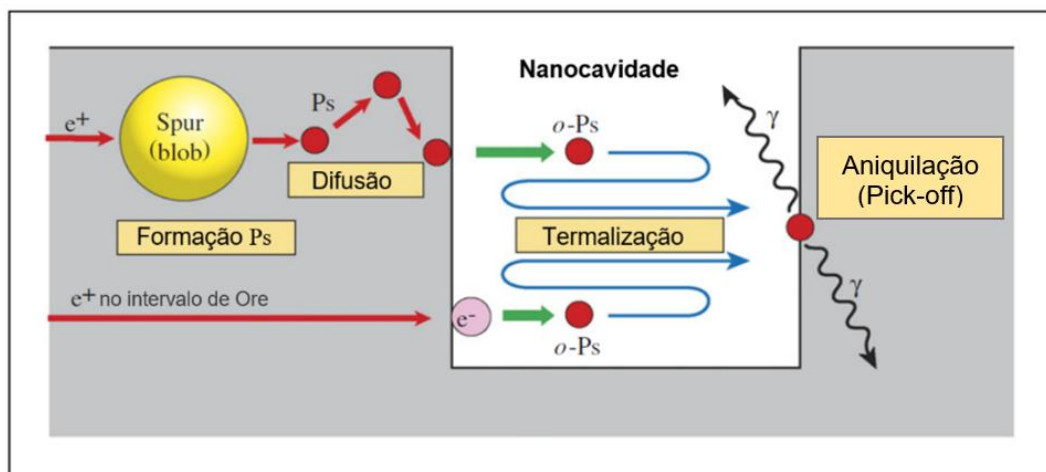 Nanocavidade
e⁺
Spur
(blob)
Ps
Difusão
Formação Ps
o-Ps
Termalização
γ
Aniquilação
(Pick-off)
e⁺ no intervalo de Ore
e⁻
o-Ps
γ